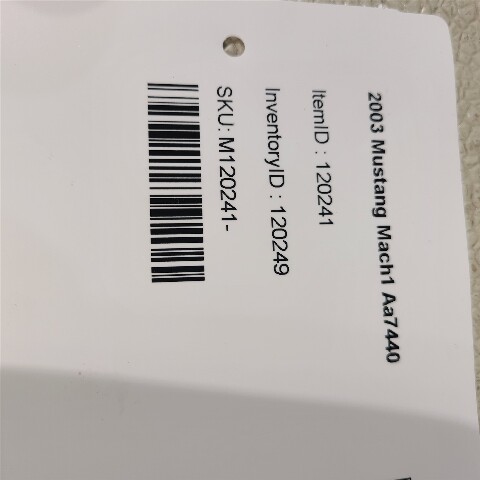 2003 Mustang Mach1 Aa7440
ItemID : 120241
InventoryID : 120249
SKU: M120241-